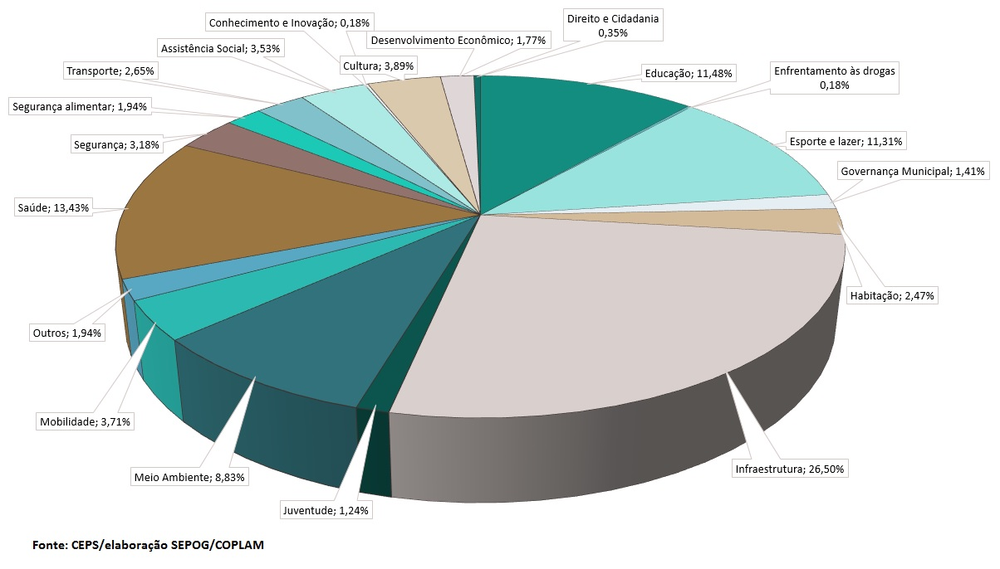 Conhecimento e Inovação; 0,18%
Direito e Cidadania
0,35%
Desenvolvimento Econômico; 1,77%
Assistência Social; 3,53%
Cultura; 3,89%
Transporte; 2,65%
Educação; 11,48%
Enfrentamento às drogas
0,18%
Segurança alimentar; 1,94%
Segurança; 3,18%
Esporte e lazer; 11,31%
Governança Municipal; 1,41%
Saúde; 13,43%
Habitação; 2,47%
Outros; 1,94%
Mobilidade; 3,71%
Infraestrutura; 26,50%
Meio Ambiente; 8,83%
Juventude; 1,24%
Fonte: CEPS/elaboração SEPOG/COPLAM